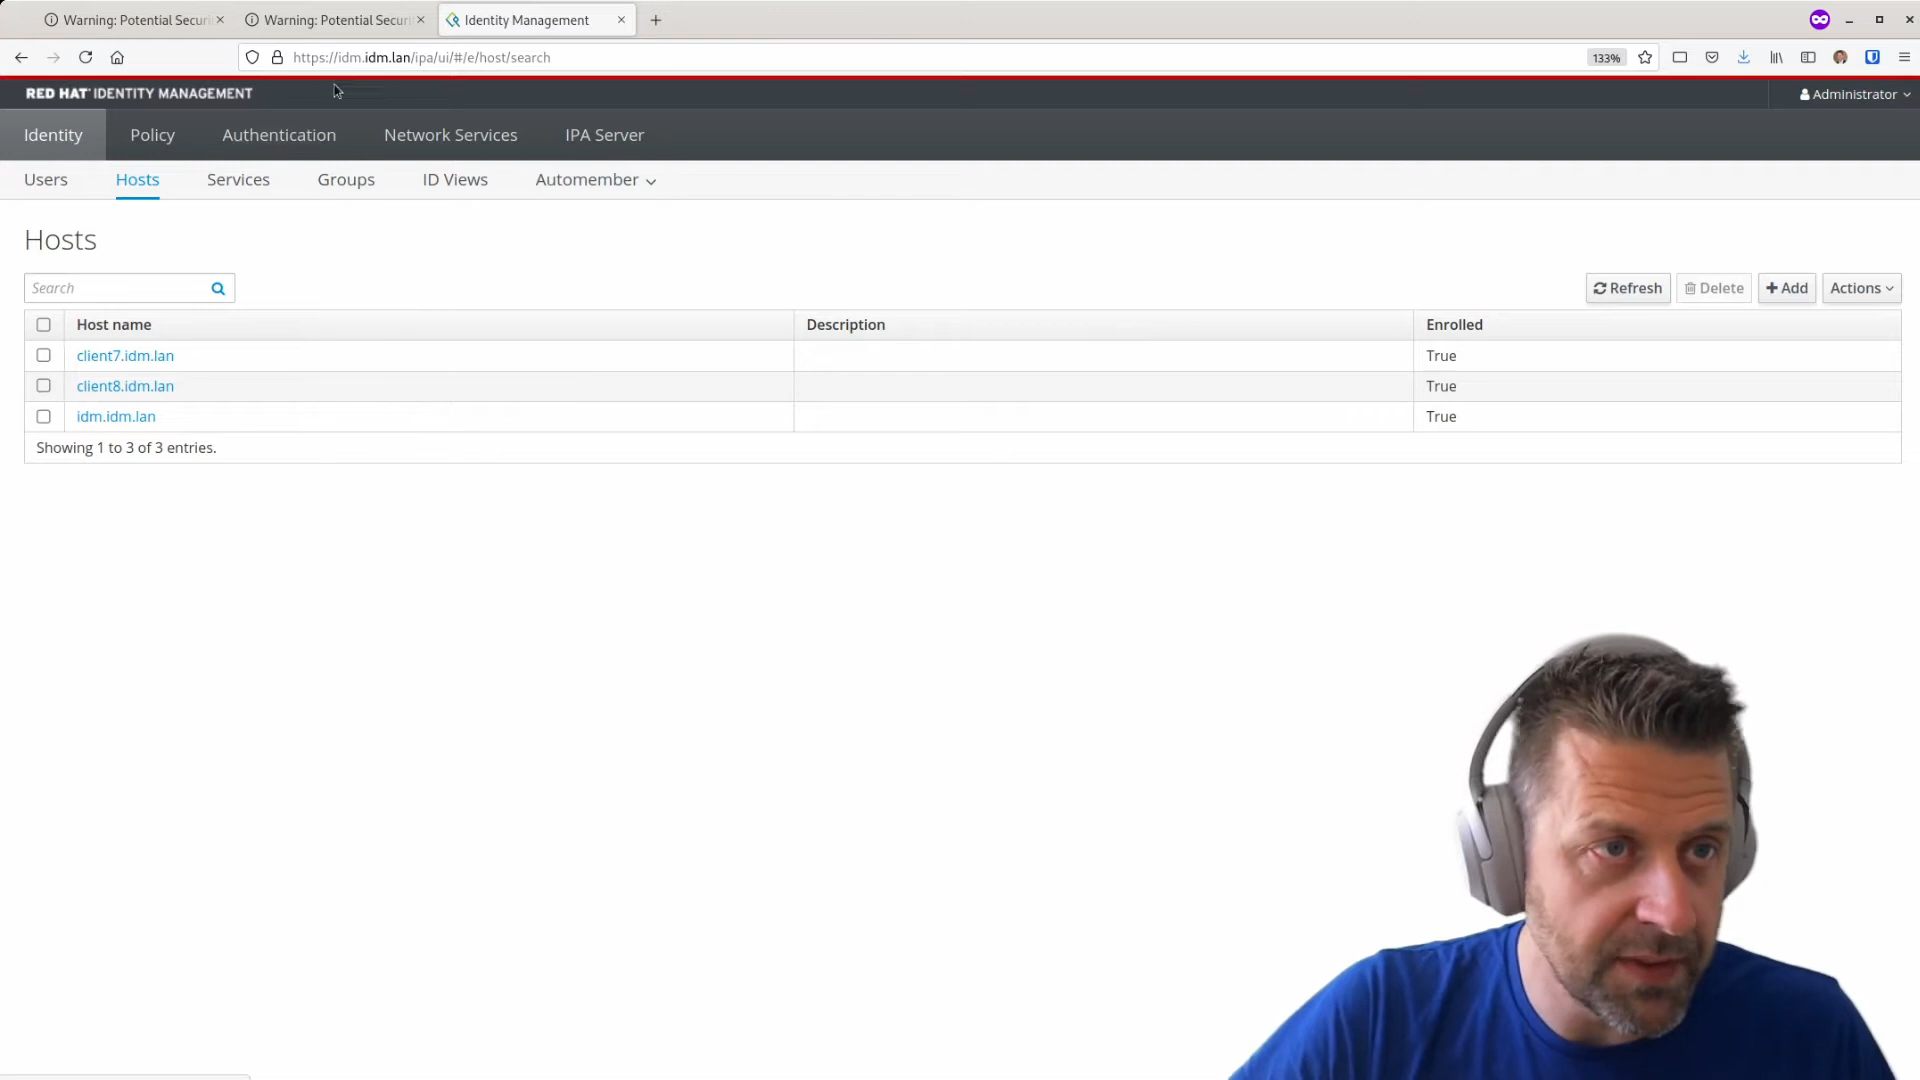 Warning: Potential Securi
Warning: Potential Securi
Identity Management
https://idm.idm.lan/ipa/ui/#/e/host/search
133%
RED HAT® IDENTITY MANAGEMENT
Administrator
Identity
Policy
Authentication
Network Services
IPA Server
Users
Hosts
Services
Groups
ID Views
Automember
Hosts
Search
Refresh
Delete
Add
Actions
Host name
Description
Enrolled
client7.idm.lan
True
client8.idm.lan
True
idm.idm.lan
True
Showing 1 to 3 of 3 entries.